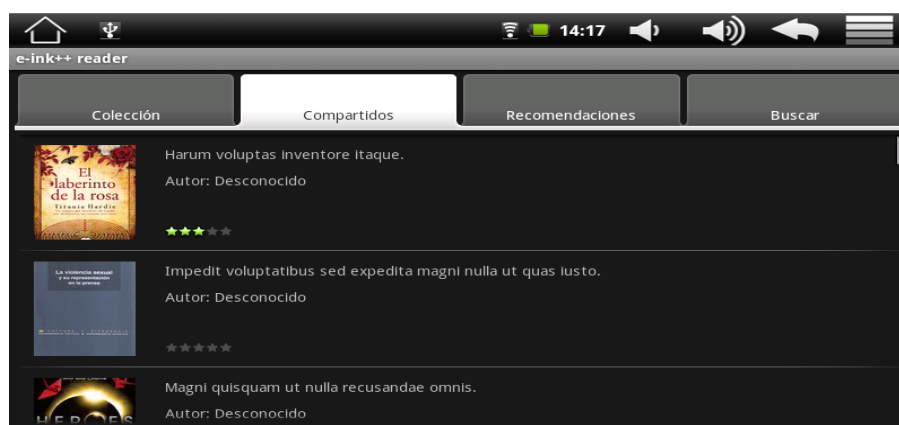 14:17
e-ink++ reader
Colección Compartidos Recomendaciones Buscar
El
laberinto
de la rosa
Titania Hardie
Harum voluptas inventore itaque.
Autor: Desconocido
La violencia sexual
y su representación
en la prensa
Impedit voluptatibus sed expedita magni nulla ut quas iusto.
Autor: Desconocido
HEROES
Magni quisquam ut nulla recusandae omnis.
Autor: Desconocido